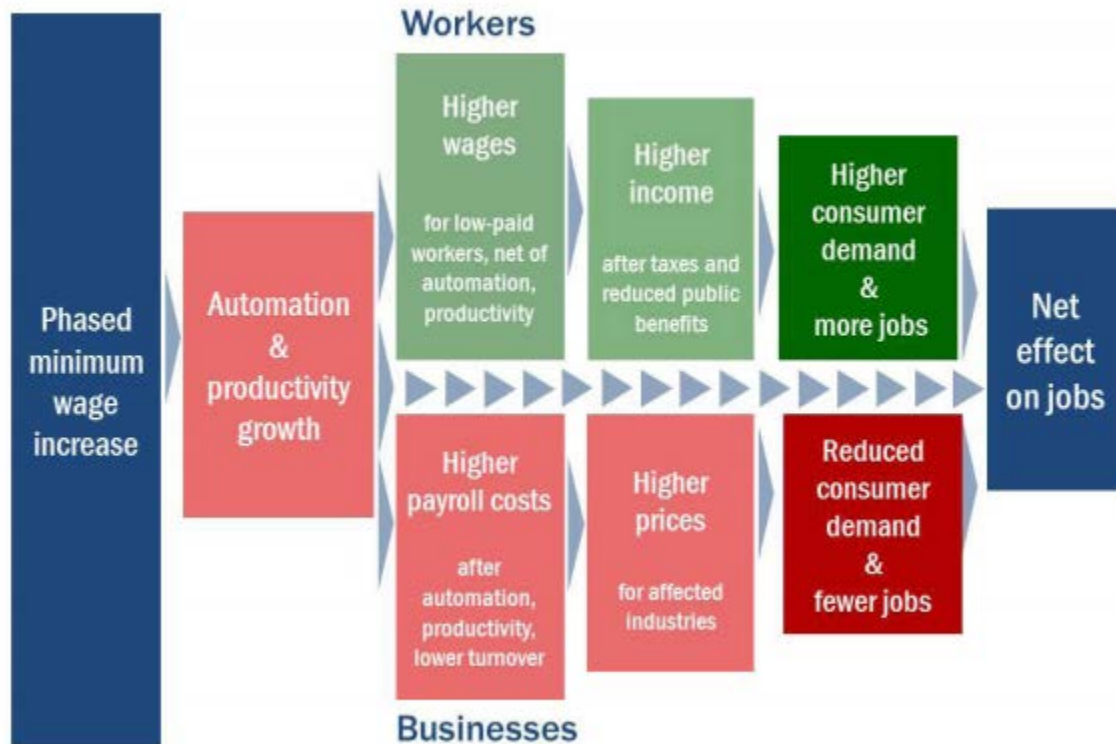 Phased
minimum
wage
increase
Automation
&
productivity
growth
Workers
Higher
wages
for low-paid
workers, net of
automation,
productivity
Higher
income
after taxes and
reduced public
benefits
Higher
consumer
demand
&
more jobs
Higher
payroll costs
after
automation,
productivity,
lower turnover
Higher
prices
for affected
industries
Reduced
consumer
demand
&
fewer jobs
Businesses
Net
effect
on jobs